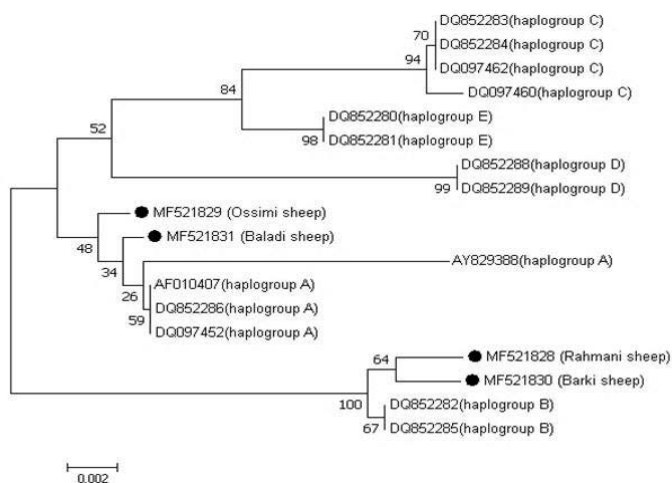 DQ852283(haplogroup C)
70
DQ852284(haplogroup C)
94
DQ097462(haplogroup C)
84
DQ097460(haplogroup C)
DQ852280(haplogroup E)
52
98
DQ852281(haplogroup E)
DQ852288(haplogroup D)
99
DQ852289(haplogroup D)
MF521829 (Ossimi sheep)
48
MF521831 (Baladi sheep)
34
AY829388(haplogroup A)
26
AF010407(haplogroup A)
DQ852286(haplogroup A)
59
DQ097452(haplogroup A)
64
MF521828 (Rahmani sheep)
MF521830 (Barki sheep)
100
DQ852282(haplogroup B)
67
DQ852285(haplogroup B)
0.002